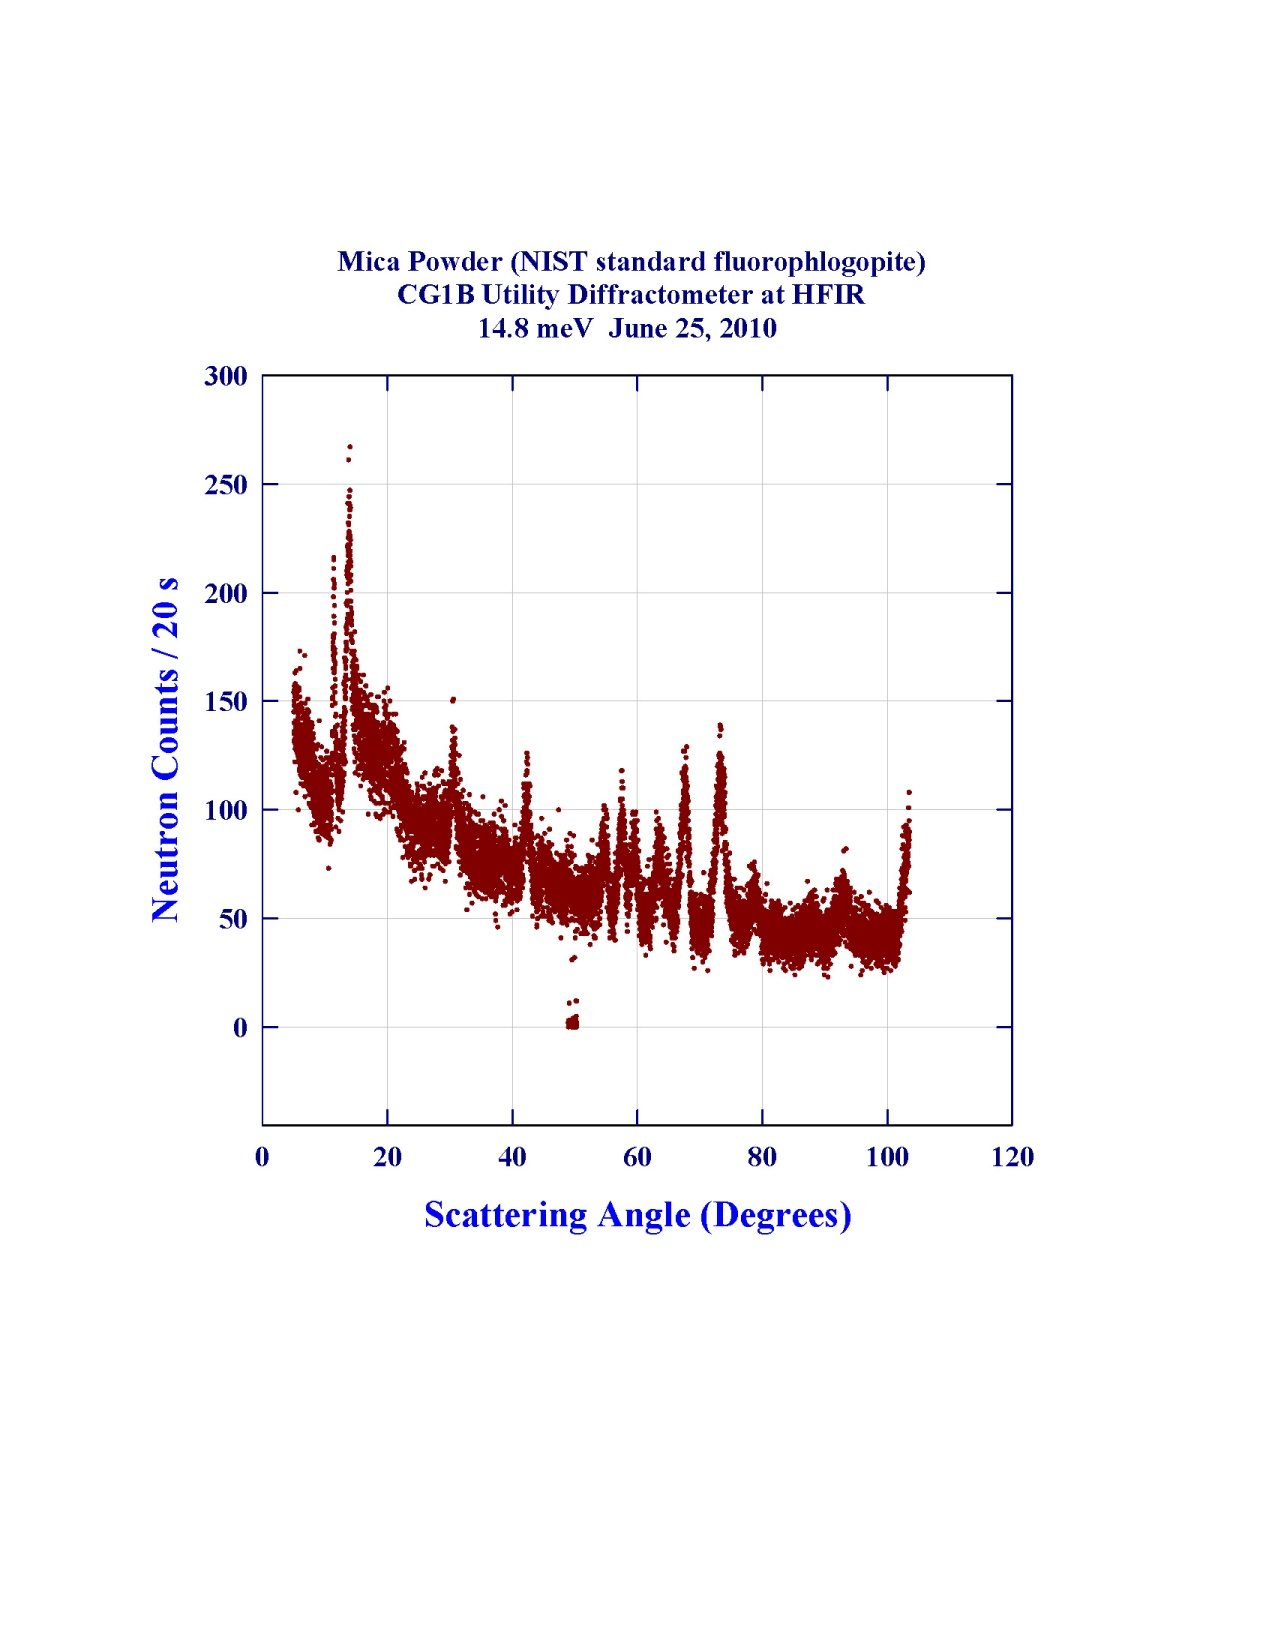 Mica Powder (NIST standard fluorophlogopite)
CG1B Utility Diffractometer at HFIR
14.8 meV  June 25, 2010
300
250
200
150
100
50
0
Neutron Counts / 20 s
0 20 40 60 80 100 120
Scattering Angle (Degrees)